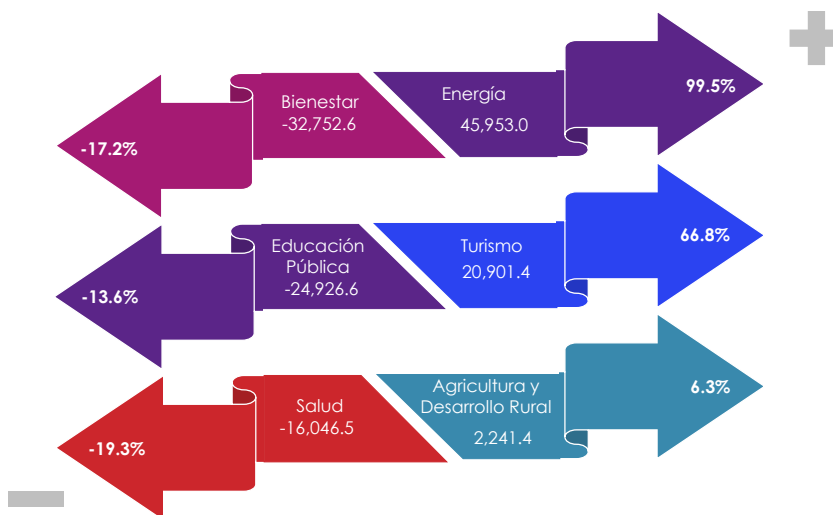 Bienestar
-32,752.6
-17.2%
Energía
45,953.0
99.5%
Educación
Pública
-24,926.6
-13.6%
Turismo
20,901.4
66.8%
Salud
-16,046.5
-19.3%
Agricultura y
Desarrollo Rural
2,241.4
6.3%